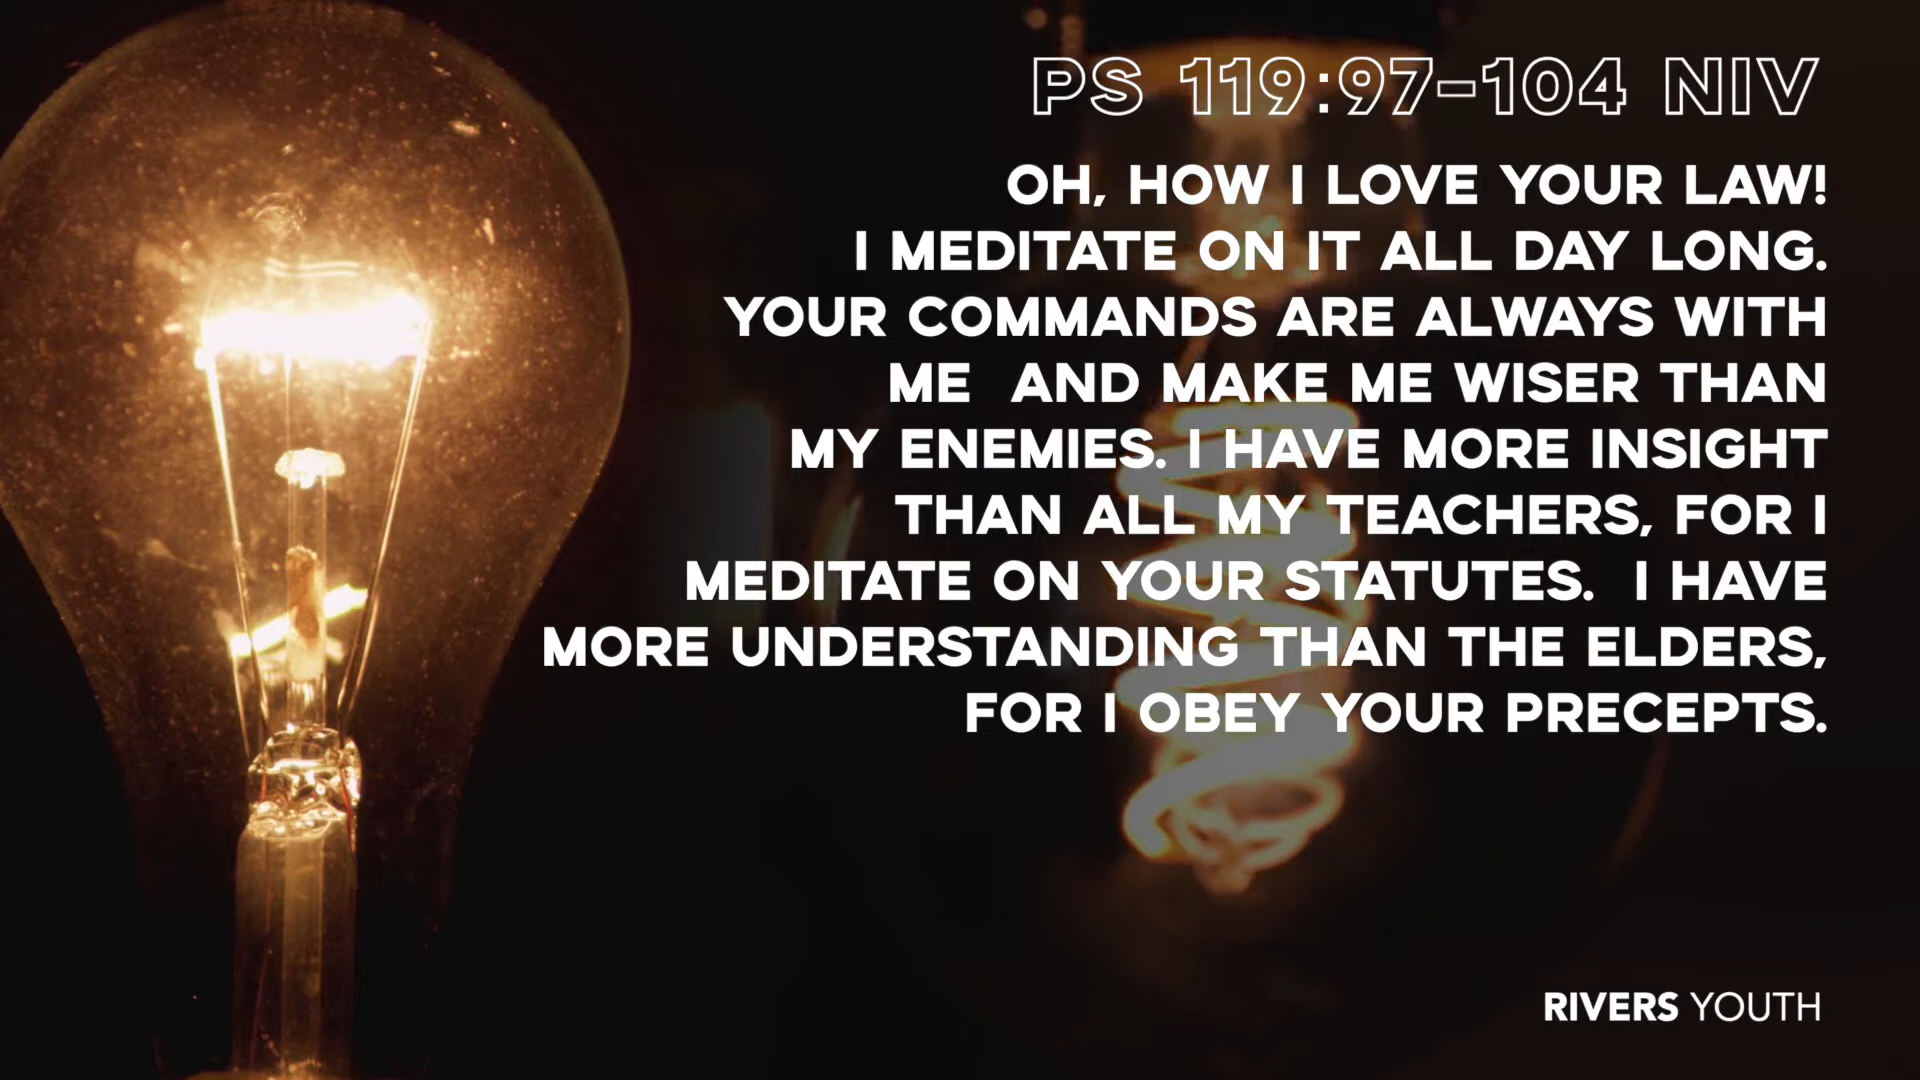 PS 119:97-104 NIV
OH, HOW I LOVE YOUR LAW!
I MEDITATE ON IT ALL DAY LONG.
YOUR COMMANDS ARE ALWAYS WITH
ME  AND MAKE ME WISER THAN
MY ENEMIES. I HAVE MORE INSIGHT
THAN ALL MY TEACHERS, FOR I
MEDITATE ON YOUR STATUTES.  I HAVE
MORE UNDERSTANDING THAN THE ELDERS,
FOR I OBEY YOUR PRECEPTS.
RIVERS YOUTH